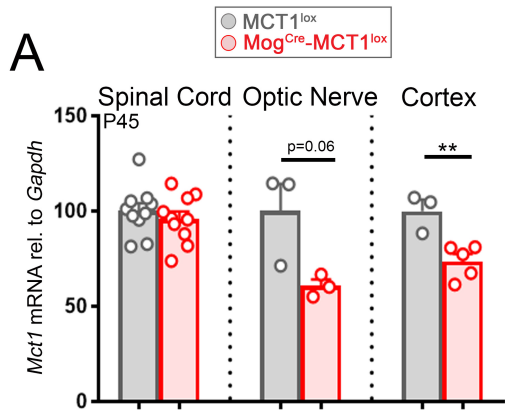 MCT1lox
MogCre-MCT1lox
A
Spinal Cord Optic Nerve Cortex
P45
150
100
50
0
Mct1 mRNA rel. to Gapdh
p=0.06
**